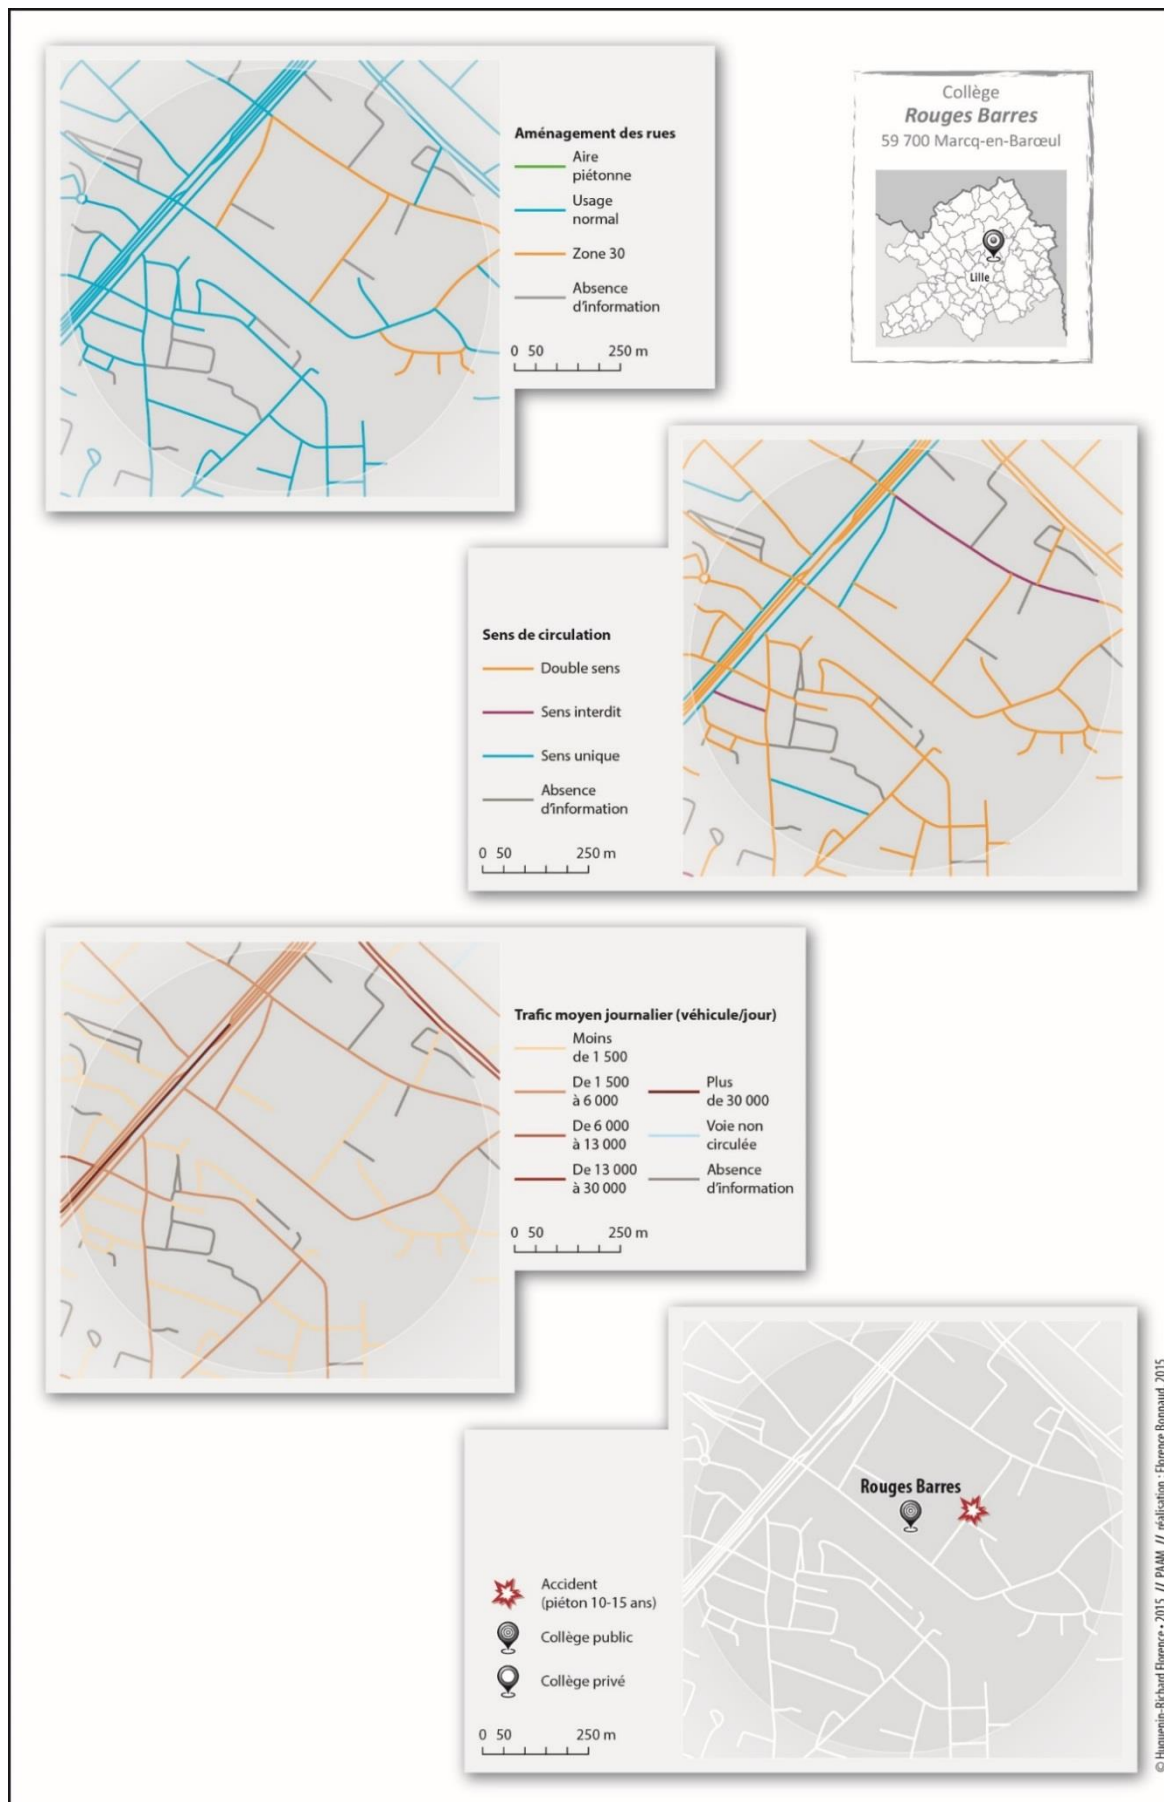 Collège
Rouges Barres
59 700 Marcq-en-Barœul
Lille
Aménagement des rues
Aire
piétonne
Usage
normal
Zone 30
Absence
d'information
0 50 250 m
Sens de circulation
Double sens
Sens interdit
Sens unique
Absence
d'information
0 50 250 m
Trafic moyen journalier (véhicule/jour)
Moins
de 1 500
De 1 500
à 6 000
De 6 000
à 13 000
De 13 000
à 30 000
Plus
de 30 000
Voie non
circulée
Absence
d'information
0 50 250 m
Rouges Barres
Accident
(piéton 10-15 ans)
Collège public
Collège privé
0 50 250 m
© Huguenin-Richard Florence • 2015 // PAAM // réalisation : Florence Bonnaud, 2015